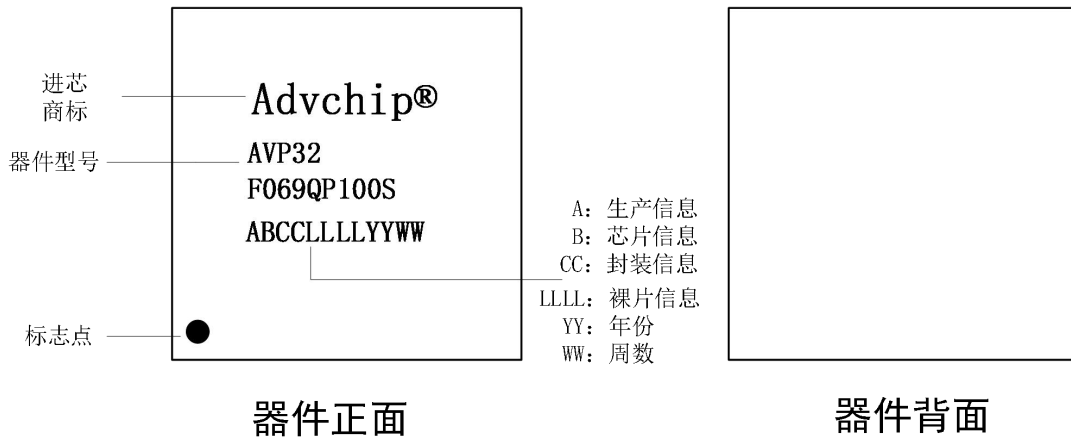 进芯
商标
Advchip®
器件型号
AVP32
F069QP100S
ABCCLLLLYYWW
A: 生产信息
B: 芯片信息
CC: 封装信息
LLLL: 裸片信息
YY: 年份
WW: 周数
标志点
器件正面
器件背面